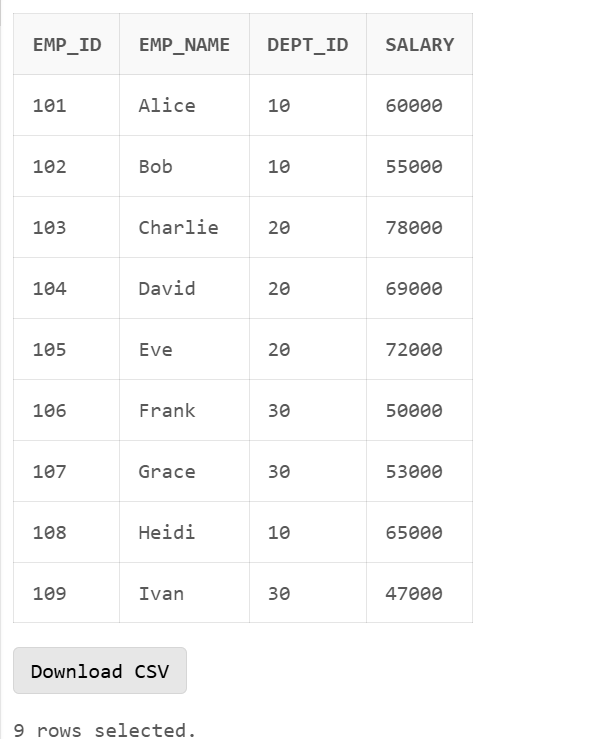 EMP_ID EMP_NAME DEPT_ID SALARY
101 Alice 10 60000
102 Bob 10 55000
103 Charlie 20 78000
104 David 20 69000
105 Eve 20 72000
106 Frank 30 50000
107 Grace 30 53000
108 Heidi 10 65000
109 Ivan 30 47000
Download CSV
9 rows selected.